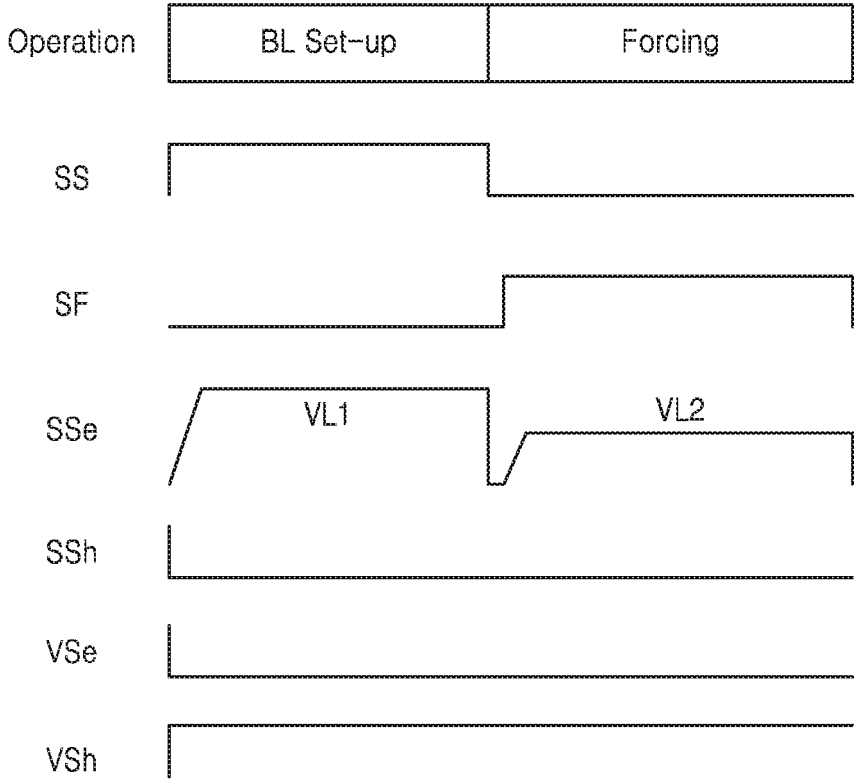 Operation BL Set-up Forcing
SS
SF
SSe VL1 VL2
SSh
VSe
VSh